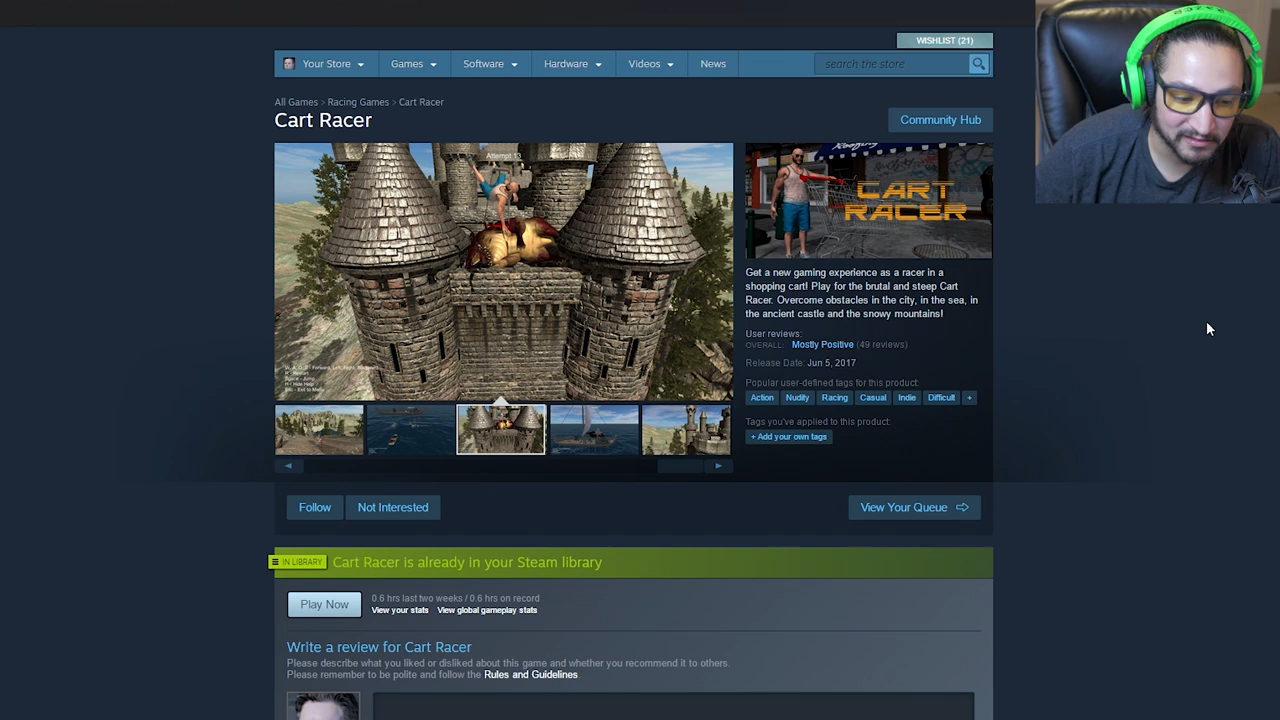 WISHLIST (21)
Your Store
Games
Software
Hardware
Videos
News
search the store
All Games > Racing Games > Cart Racer
Cart Racer
Community Hub
Attempt 13
CART
RACER
Get a new gaming experience as a racer in a
shopping cart! Play for the brutal and steep Cart
Racer. Overcome obstacles in the city, in the sea, in
the ancient castle and the snowy mountains!
User reviews:
OVERALL: Mostly Positive (49 reviews)
Release Date: Jun 5, 2017
Popular user-defined tags for this product:
Action Nudity Racing Casual Indie Difficult +
Tags you've applied to this product:
+ Add your own tags
Follow
Not Interested
View Your Queue
IN LIBRARY
Cart Racer is already in your Steam library
Play Now
0.6 hrs last two weeks / 0.6 hrs on record
View your stats View global gameplay stats
Write a review for Cart Racer
Please describe what you liked or disliked about this game and whether you recommend it to others.
Please remember to be polite and follow the Rules and Guidelines.